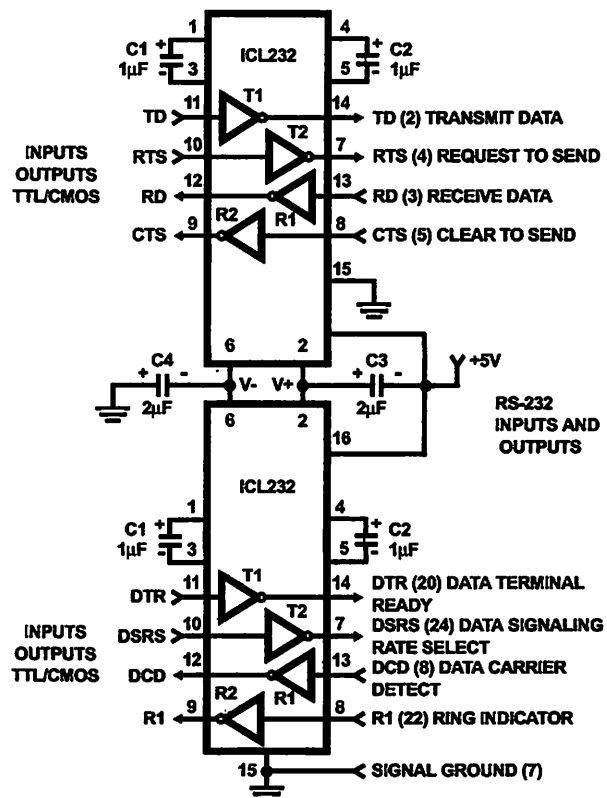 1
4
C1 +
1µF -
3
ICL232
+ C2
5 - 1µF
T1
11
TD
14
TD (2) TRANSMIT DATA
T2
10
RTS
7
RTS (4) REQUEST TO SEND
INPUTS
OUTPUTS
TTL/CMOS
12
RD
R1
13
RD (3) RECEIVE DATA
R2
9
CTS
8
CTS (5) CLEAR TO SEND
15
6
2
C4
+ -
2µF
V-
V+
C3
+ -
2µF
+5V
RS-232
INPUTS AND
OUTPUTS
6
2
16
ICL232
1
4
C1 +
1µF -
3
+ C2
5 - 1µF
T1
11
DTR
14
DTR (20) DATA TERMINAL
READY
T2
10
DSRS
7
DSRS (24) DATA SIGNALING
RATE SELECT
INPUTS
OUTPUTS
TTL/CMOS
12
DCD
R1
13
DCD (8) DATA CARRIER
DETECT
R2
9
R1
8
R1 (22) RING INDICATOR
15
SIGNAL GROUND (7)